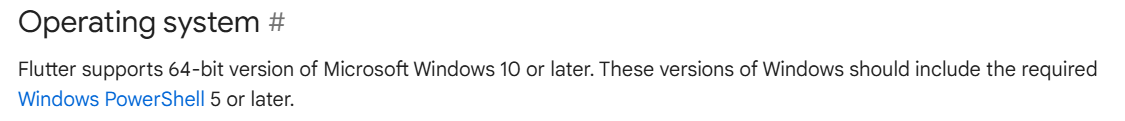 Operating system #
Flutter supports 64-bit version of Microsoft Windows 10 or later. These versions of Windows should include the required
Windows PowerShell 5 or later.